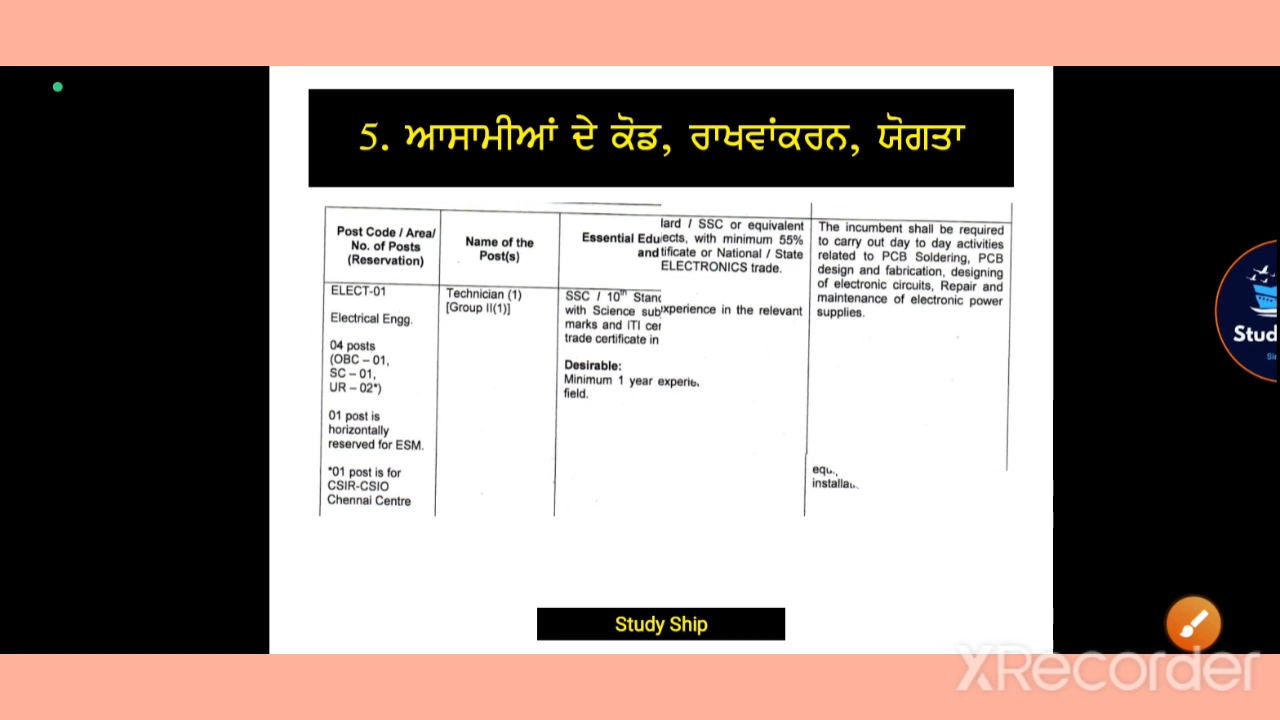 5. ਆਸਾਮੀਆਂ ਦੇ ਕੋਡ, ਰਾਖਵਾਂਕਰਨ, ਯੋਗਤਾ
Post Code / Area/
No. of Posts
(Reservation)
Name of the
Post(s)
Essential Edu
and
lard / SSC or equivalent
ects, with minimum 55%
tificate or National / State
ELECTRONICS trade.
xperience in the relevant
The incumbent shall be required
to carry out day to day activities
related to PCB Soldering, PCB
design and fabrication, designing
of electronic circuits, Repair and
maintenance of electronic power
supplies.
ELECT-01
Electrical Engg.
04 posts
(OBC – 01,
SC – 01,
UR – 02*)
01 post is
horizontally
reserved for ESM.
*01 post is for
CSIR-CSIO
Chennai Centre
Technician (1)
[Group II(1)]
SSC / 10th Stand
with Science sub
marks and ITI cer
trade certificate in
Desirable:
Minimum 1 year experie
field.
Stud
Study Ship
XRecorder